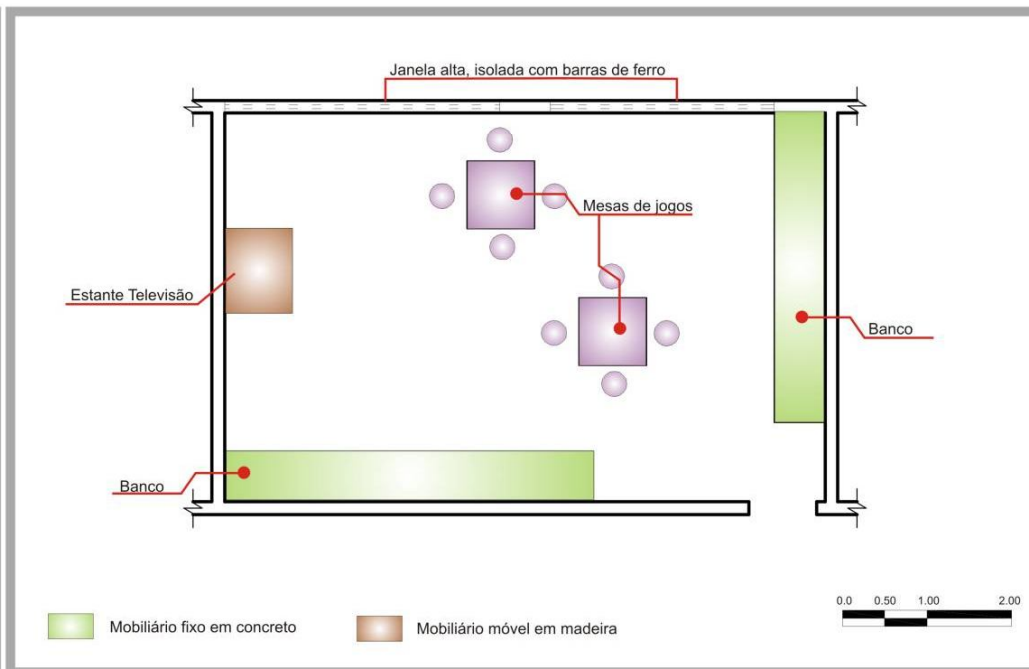 Janela alta, isolada com barras de ferro
Mesas de jogos
Estante Televisão
Banco
Banco
0.0 0.50 1.00 2.00
Mobiliário fixo em concreto
Mobiliário móvel em madeira